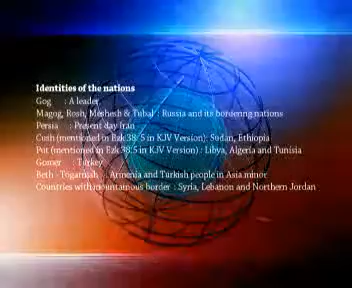 Identities of the nations
Gog : A leader
Magog, Rosh, Meshesh & Tubal : Russia and its bordering nations
Persia : Present day Iran
Cush (mentioned in Ezk 38: 5 in KJV Version): Sudan, Ethiopia
Put (mentioned in Ezk 38:5 in KJV Version) : Libya, Algeria and Tunisia
Gomer : Turkey
Beth - Togarmah : Armenia and Turkish people in Asia minor
Countries with mountainous border : Syria, Lebanon and Northern Jordan